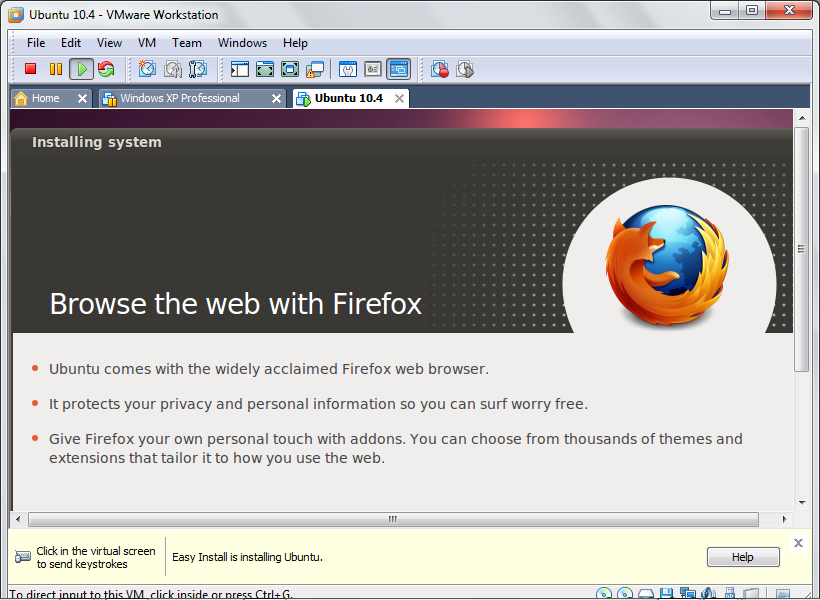 Ubuntu 10.4 - VMware Workstation
File Edit View VM Team Windows Help
Home Windows XP Professional Ubuntu 10.4
Installing system
Browse the web with Firefox
Ubuntu comes with the widely acclaimed Firefox web browser.
It protects your privacy and personal information so you can surf worry free.
Give Firefox your own personal touch with addons. You can choose from thousands of themes and
extensions that tailor it to how you use the web.
Click in the virtual screen
to send keystrokes
Easy Install is installing Ubuntu.
Help
To direct input to this VM, click inside or press Ctrl+G.